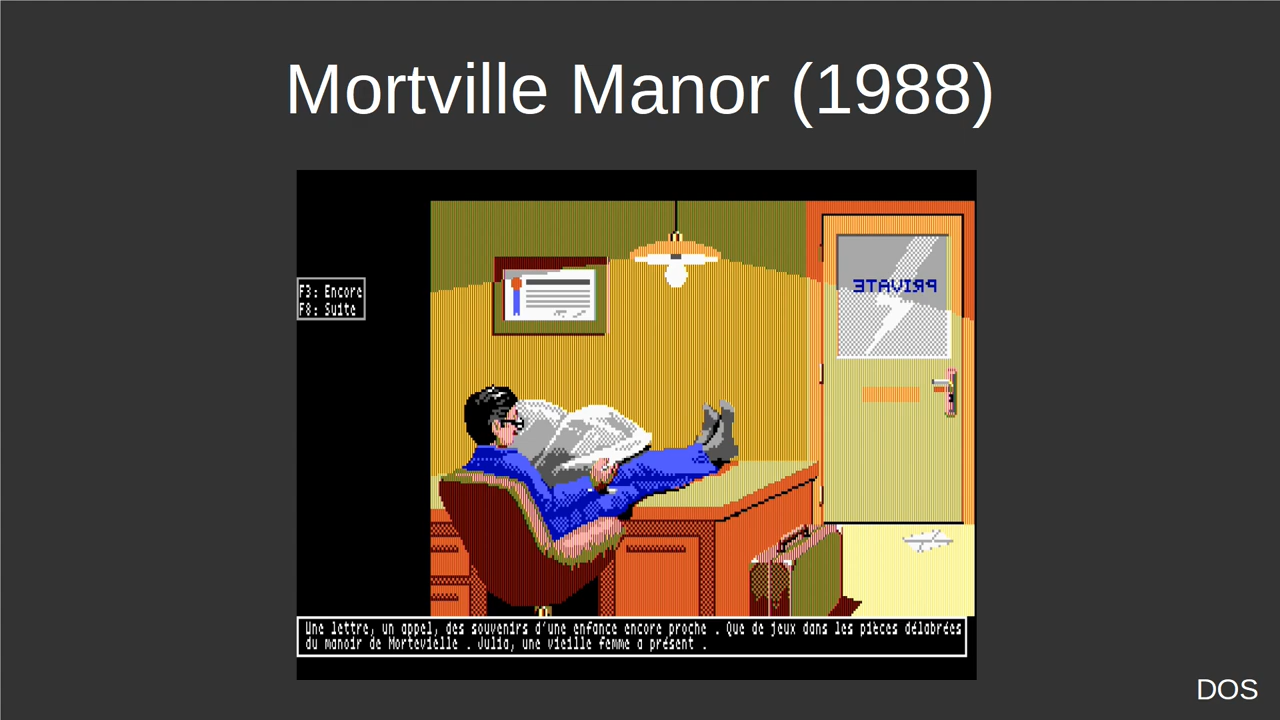 Mortville Manor (1988)
PRIVATE
F3: Encore
F8: Suite
Une lettre, un appel, des souvenirs d'une enfance encore proche . Que de jeux dans les pièces délabrées
du manoir de Mortevielle . Julia, une vieille femme a présent .
DOS